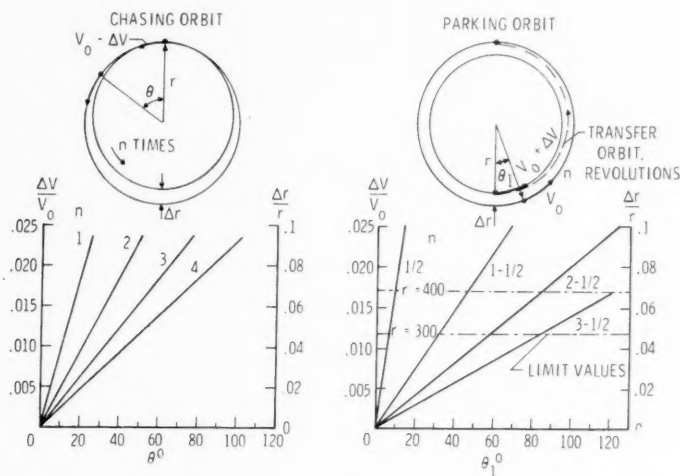 CHASING ORBIT
V₀ - ΔV
r
θ
n TIMES
Δr
ΔV/V₀
n
Δr/r
.025
.020
.015
.010
.005
0
1
2
3
4
.1
.08
.06
.04
.02
0
0 20 40 60 80 100 120
θ°
PARKING ORBIT
r
θ₁
V₀ + ΔV
V₀
n
TRANSFER
ORBIT,
REVOLUTIONS
Δr
ΔV/V₀
n
Δr/r
.025
.020
.015
.010
.005
0
1/2
1-1/2
2-1/2
3-1/2
r = 400
r = 300
LIMIT VALUES
.1
.08
.06
.04
.02
0 20 40 60 80 100 120
θ₁°